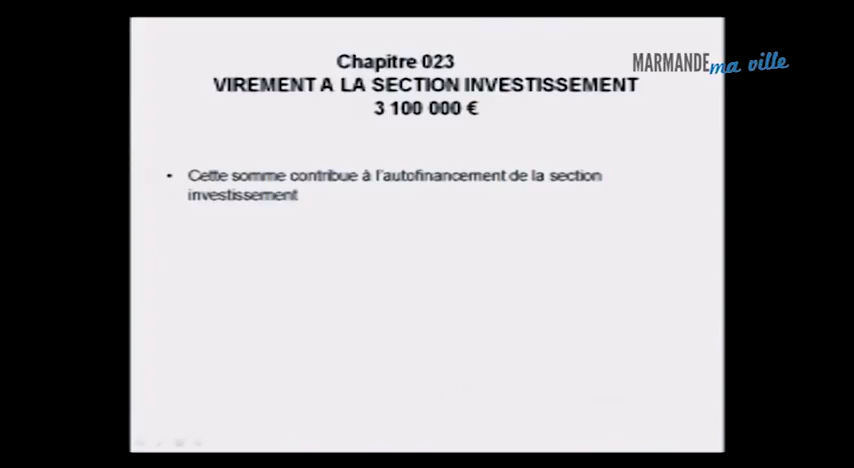 Chapitre 023
VIREMENT A LA SECTION INVESTISSEMENT
3 100 000 €
MARMANDE ma ville
• Cette somme contribue à l'autofinancement de la section
investissement